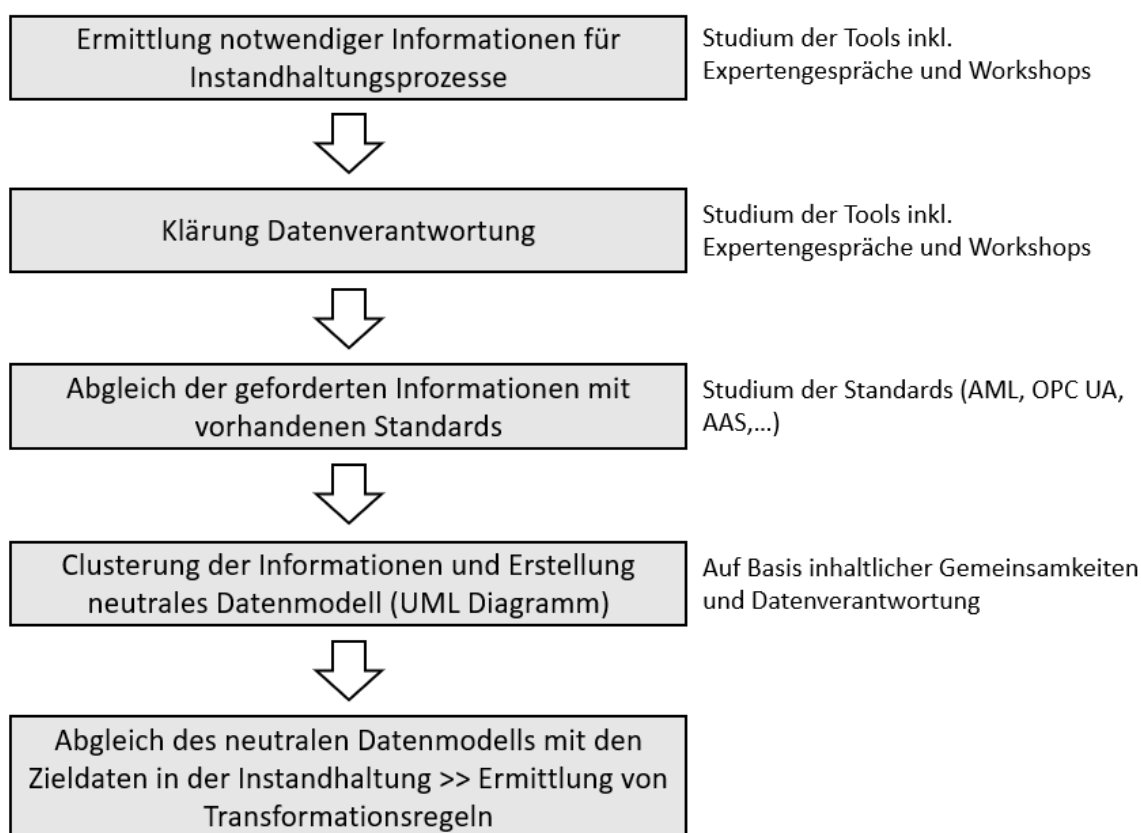 Ermittlung notwendiger Informationen für
Instandhaltungsprozesse
Studium der Tools inkl.
Expertengespräche und Workshops
Klärung Datenverantwortung
Studium der Tools inkl.
Expertengespräche und Workshops
Abgleich der geforderten Informationen mit
vorhandenen Standards
Studium der Standards (AML, OPC UA,
AAS,...)
Clusterung der Informationen und Erstellung
neutrales Datenmodell (UML Diagramm)
Auf Basis inhaltlicher Gemeinsamkeiten
und Datenverantwortung
Abgleich des neutralen Datenmodells mit den
Zieldaten in der Instandhaltung >> Ermittlung von
Transformationsregeln